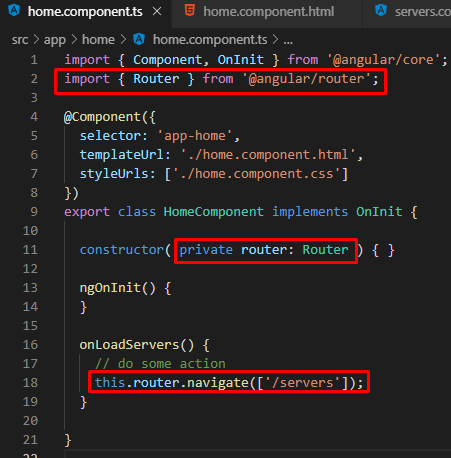 home.component.ts
home.component.html
servers.co
src > app > home > home.component.ts > ...
1 import { Component, OnInit } from '@angular/core';
2 import { Router } from '@angular/router';
3
4 @Component({
5 selector: 'app-home',
6 templateUrl: './home.component.html',
7 styleUrls: ['./home.component.css']
8 })
9 export class HomeComponent implements OnInit {
10
11 constructor( private router: Router ) { }
12
13 ngOnInit() {
14 }
15
16 onLoadServers() {
17 // do some action
18 this.router.navigate(['/servers']);
19 }
20
21 }
22